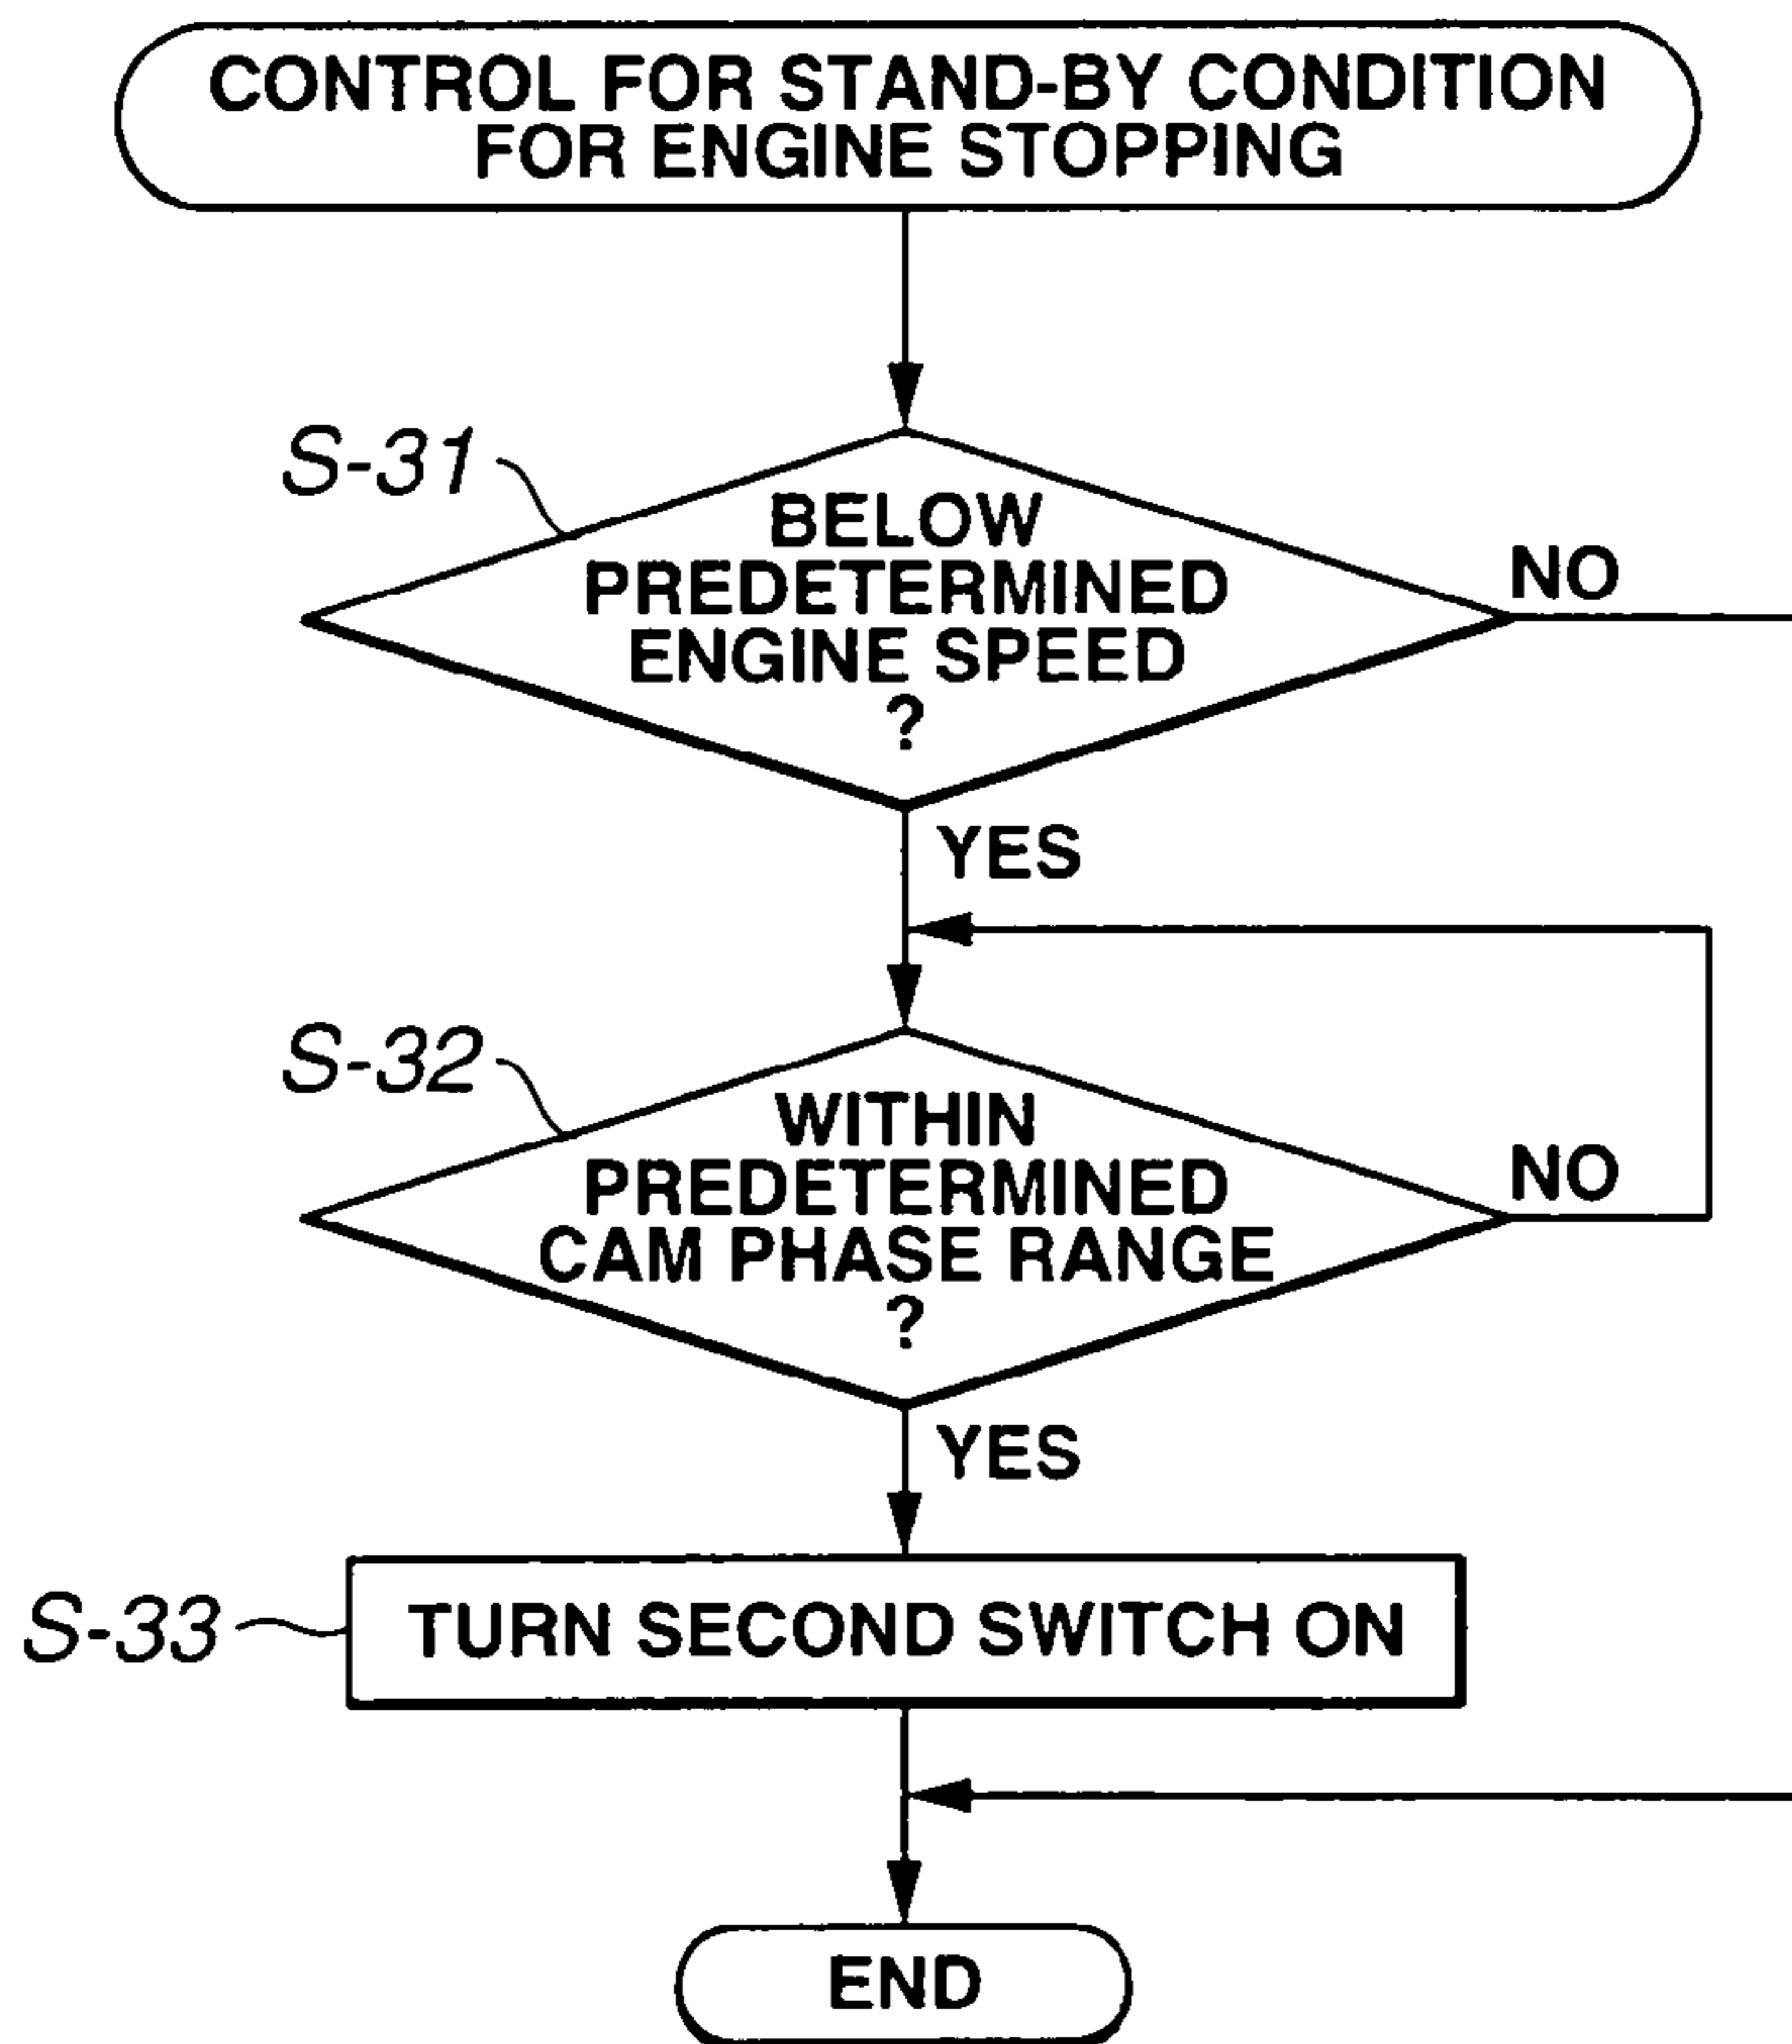 CONTROL FOR STAND-BY CONDITION
FOR ENGINE STOPPING
S-31
BELOW
PREDETERMINED
ENGINE SPEED
?
NO
YES
S-32
WITHIN
PREDETERMINED
CAM PHASE RANGE
?
NO
YES
S-33
TURN SECOND SWITCH ON
END